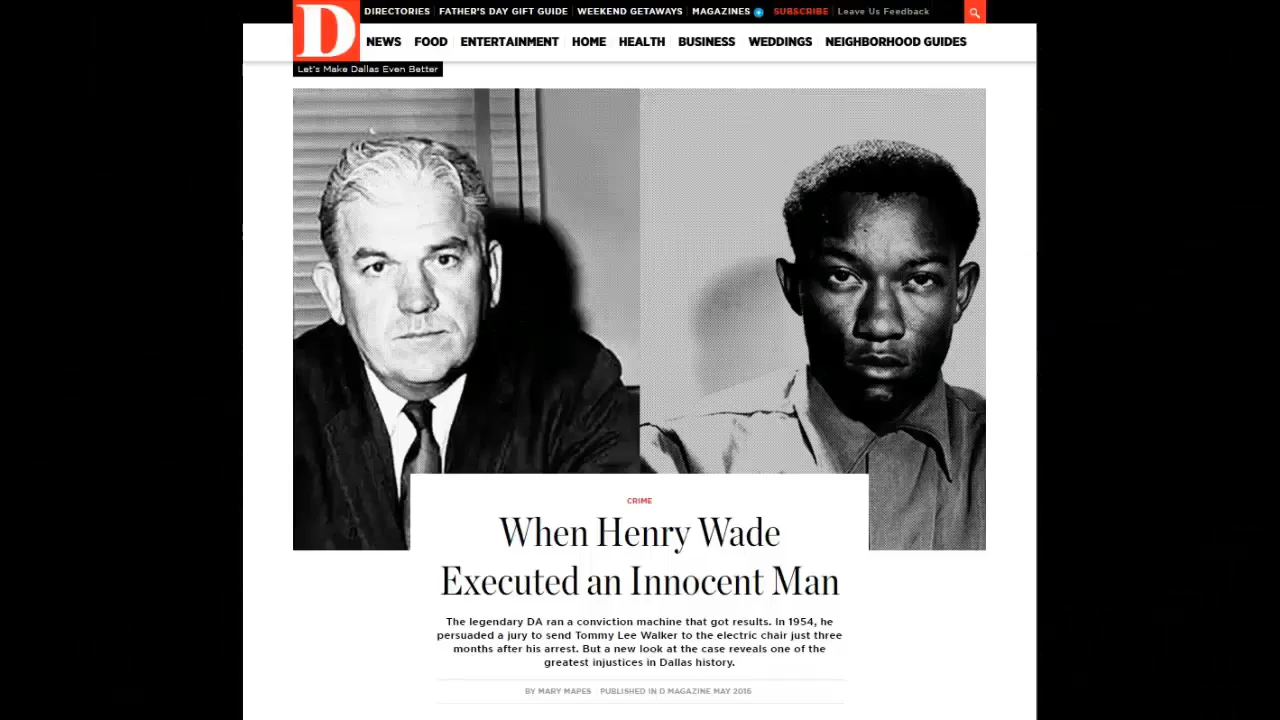 D
DIRECTORIES FATHER'S DAY GIFT GUIDE WEEKEND GETAWAYS MAGAZINES SUBSCRIBE Leave Us Feedback
NEWS FOOD ENTERTAINMENT HOME HEALTH BUSINESS WEDDINGS NEIGHBORHOOD GUIDES
Let's Make Dallas Even Better
CRIME
When Henry Wade
Executed an Innocent Man
The legendary DA ran a conviction machine that got results. In 1954, he
persuaded a jury to send Tommy Lee Walker to the electric chair just three
months after his arrest. But a new look at the case reveals one of the
greatest injustices in Dallas history.
BY MARY MAPES PUBLISHED IN D MAGAZINE MAY 2016